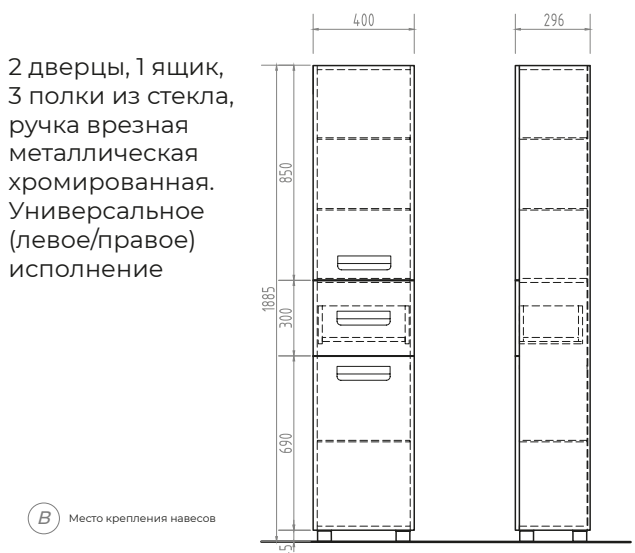 2 дверцы, 1 ящик,
3 полки из стекла,
ручка врезная
металлическая
хромированная.
Универсальное
(левое/правое)
исполнение
400
296
850
1885
300
690
В Место крепления навесов